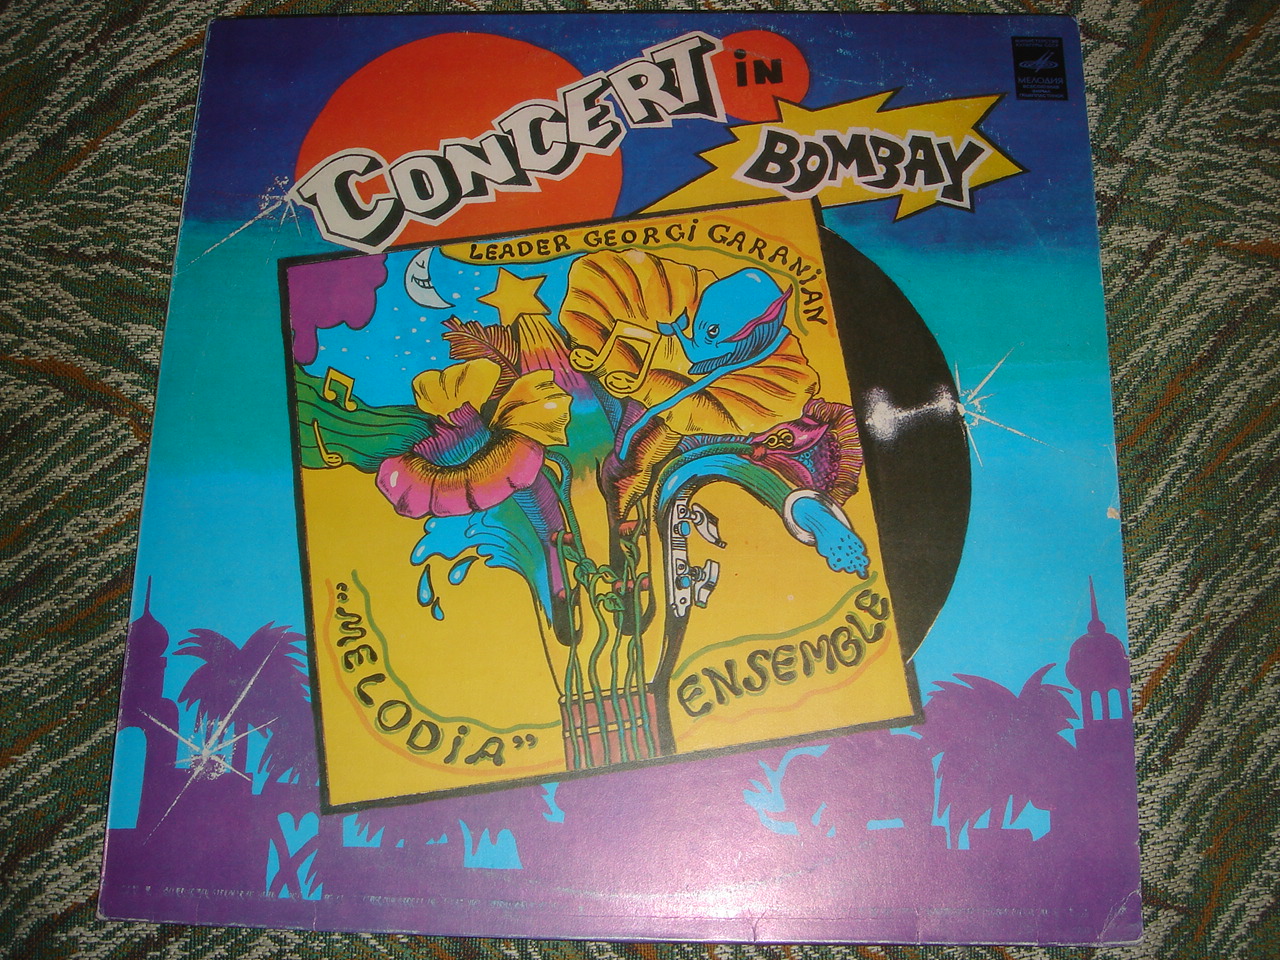 CONCERT in
BOMBAY
МЕЛОДИЯ
LEADER GEORGi GARANiAN
"MELODiA"
ENSEMBLE